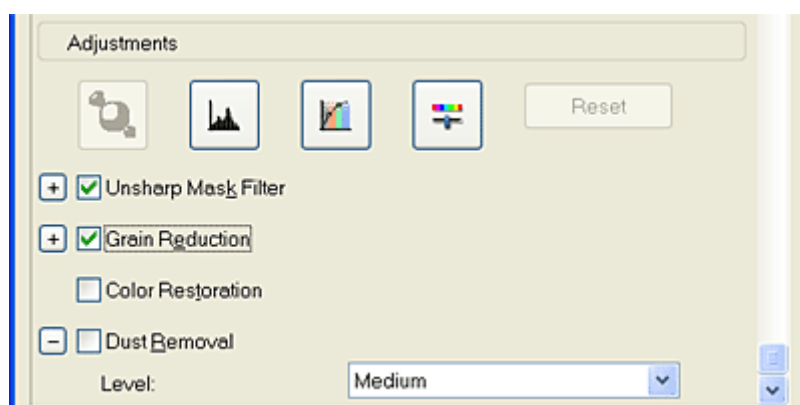 Adjustments
Reset
Unsharp Mask Filter
Grain Reduction
Color Restoration
Dust Removal
Level: Medium